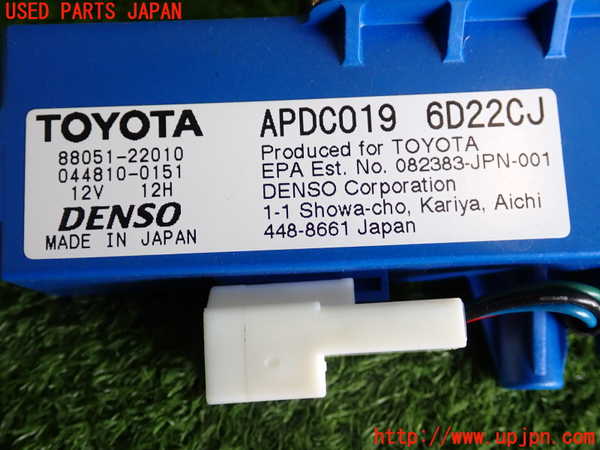 USED PARTS JAPAN
TOYOTA
88051-22010
044810-0151
12V 12H
DENSO
MADE IN JAPAN
APDC019 6D22CJ
Produced for TOYOTA
EPA Est. No. 082383-JPN-001
DENSO Corporation
1-1 Showa-cho, Kariya, Aichi
448-8661 Japan
http://www.upjpn.com